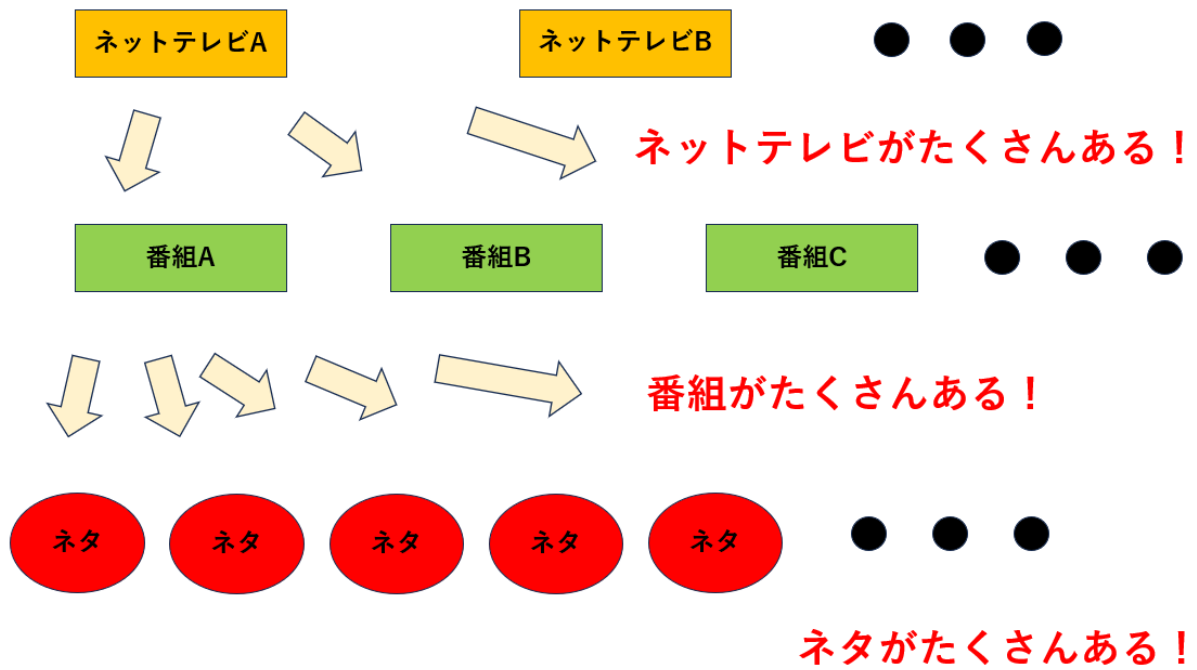 ネットテレビA
ネットテレビB
ネットテレビがたくさんある！
番組A
番組B
番組C
番組がたくさんある！
ネタ
ネタ
ネタ
ネタ
ネタ
ネタがたくさんある！